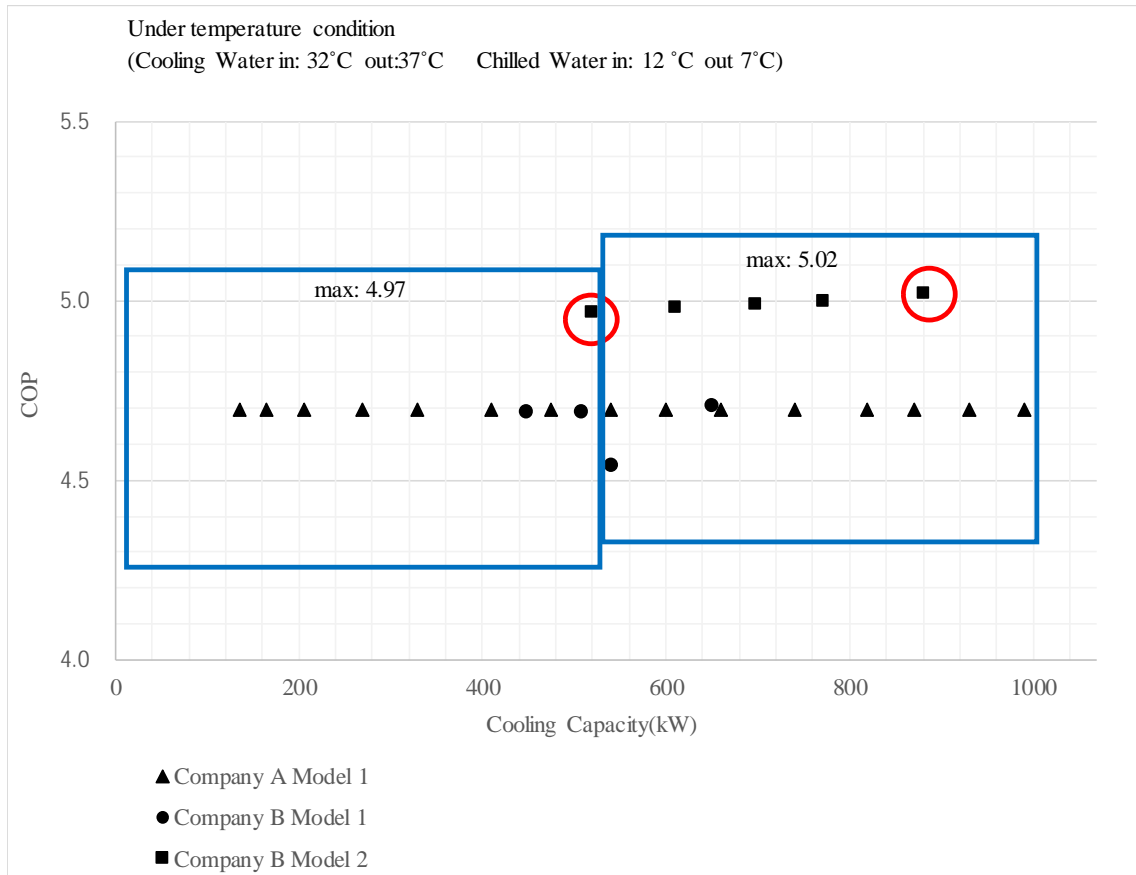 Under temperature condition
(Cooling Water in: 32˚C out:37˚C Chilled Water in: 12 ˚C out 7˚C)
5.5
max: 5.02
max: 4.97
5.0
COP
4.5
4.0
0 200 400 600 800 1000
Cooling Capacity(kW)
Company A Model 1
Company B Model 1
Company B Model 2